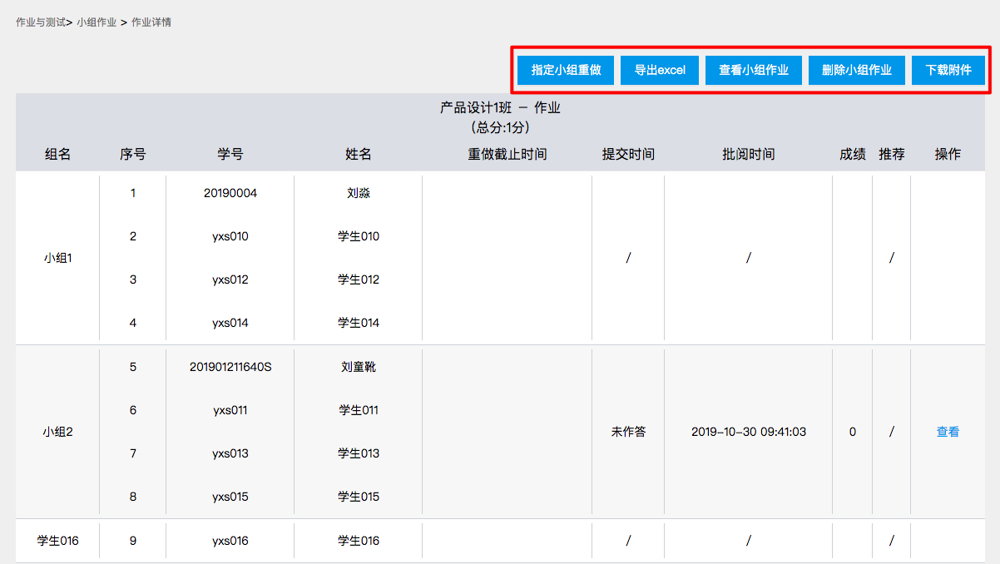 作业与测试> 小组作业 > 作业详情
指定小组重做 导出excel 查看小组作业 删除小组作业 下载附件
产品设计1班 － 作业
（总分:1分）
组名 序号 学号 姓名 重做截止时间 提交时间 批阅时间 成绩 推荐 操作
1 20190004 刘淼
2 yxs010 学生010
小组1 / / /
3 yxs012 学生012
4 yxs014 学生014
5 201901211640S 刘童靴
6 yxs011 学生011
小组2 未作答 2019-10-30 09:41:03 0 / 查看
7 yxs013 学生013
8 yxs015 学生015
学生016 9 yxs016 学生016 / / /